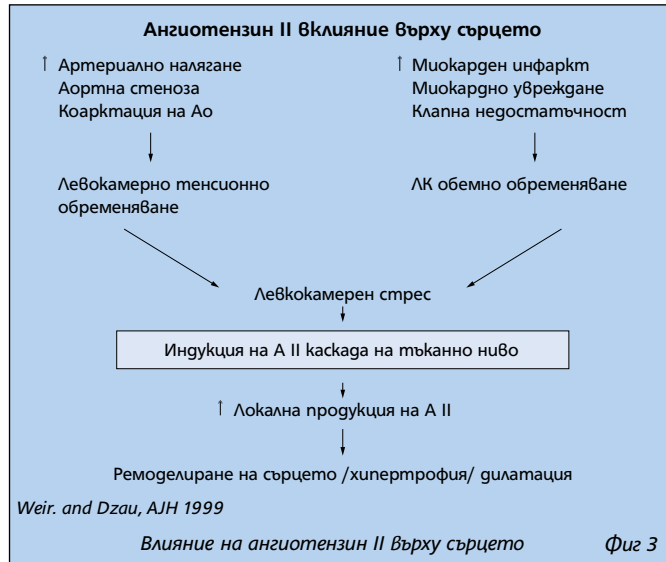 Ангиотензин II вклияние върху сърцето
↑ Артериално налягане
Аортна стеноза
Коарктация на Ао
↑ Миокарден инфаркт
Миокардно увреждане
Клапна недостатъчност
Левокамерно тенсионно
обременяване
ЛК обемно обременяване
Левкокамерен стрес
Индукция на А II каскада на тъканно ниво
↑ Локална продукция на А II
Ремоделиране на сърцето /хипертрофия/ дилатация
Weir. and Dzau, AJH 1999
Влияние на ангиотензин II върху сърцето
Фиг 3